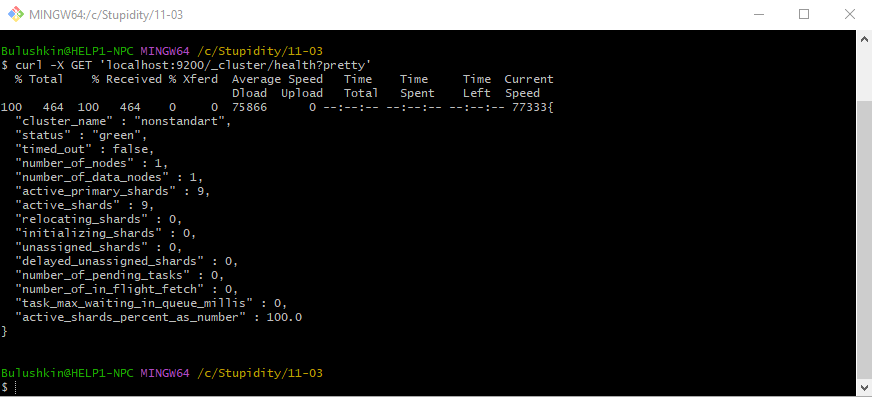 MINGW64:/c/Stupidity/11-03
Bulushkin@HELP1-NPC MINGW64 /c/Stupidity/11-03
$ curl -X GET 'localhost:9200/_cluster/health?pretty'
  % Total    % Received % Xferd  Average Speed   Time    Time     Time  Current
                                 Dload  Upload   Total   Spent    Left  Speed
100   464  100   464    0     0  75866      0 --:--:-- --:--:-- --:--:-- 77333{
  "cluster_name" : "nonstandart",
  "status" : "green",
  "timed_out" : false,
  "number_of_nodes" : 1,
  "number_of_data_nodes" : 1,
  "active_primary_shards" : 9,
  "active_shards" : 9,
  "relocating_shards" : 0,
  "initializing_shards" : 0,
  "unassigned_shards" : 0,
  "delayed_unassigned_shards" : 0,
  "number_of_pending_tasks" : 0,
  "number_of_in_flight_fetch" : 0,
  "task_max_waiting_in_queue_millis" : 0,
  "active_shards_percent_as_number" : 100.0
}
Bulushkin@HELP1-NPC MINGW64 /c/Stupidity/11-03
$